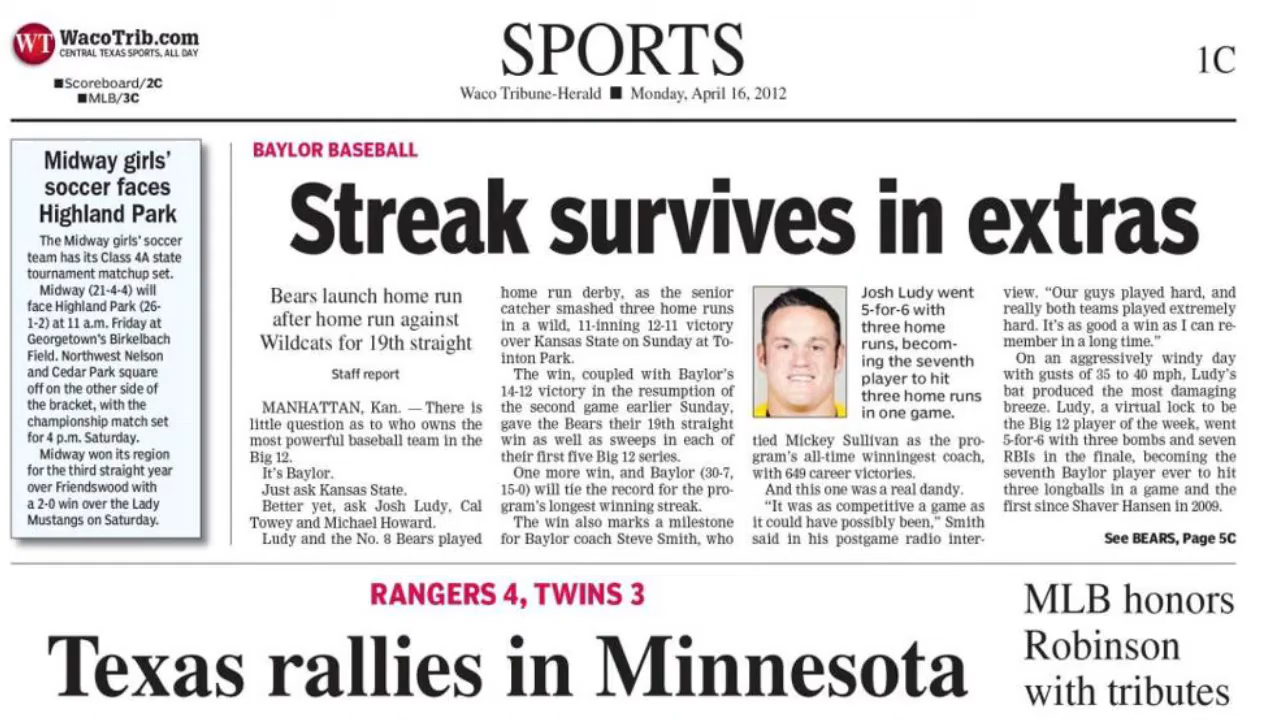 WT WacoTrib.com
CENTRAL TEXAS SPORTS, ALL DAY
■Scoreboard/2C
■MLB/3C
SPORTS
Waco Tribune-Herald ■ Monday, April 16, 2012
1C
Midway girls’
soccer faces
Highland Park
The Midway girls’ soccer
team has its Class 4A state
tournament matchup set.
Midway (21-4-4) will
face Highland Park (26-
1-2) at 11 a.m. Friday at
Georgetown’s Birkelbach
Field. Northwest Nelson
and Cedar Park square
off on the other side of
the bracket, with the
championship match set
for 4 p.m. Saturday.
Midway won its region
for the third straight year
over Friendswood with
a 2-0 win over the Lady
Mustangs on Saturday.
BAYLOR BASEBALL
Streak survives in extras
Bears launch home run
after home run against
Wildcats for 19th straight
Staff report
MANHATTAN, Kan. — There is
little question as to who owns the
most powerful baseball team in the
Big 12.
It’s Baylor.
Just ask Kansas State.
Better yet, ask Josh Ludy, Cal
Towey and Michael Howard.
Ludy and the No. 8 Bears played
home run derby, as the senior
catcher smashed three home runs
in a wild, 11-inning 12-11 victory
over Kansas State on Sunday at To-
inton Park.
The win, coupled with Baylor’s
14-12 victory in the resumption of
the second game earlier Sunday,
gave the Bears their 19th straight
win as well as sweeps in each of
their first five Big 12 series.
One more win, and Baylor (30-7,
15-0) will tie the record for the pro-
gram’s longest winning streak.
The win also marks a milestone
for Baylor coach Steve Smith, who
Josh Ludy went
5-for-6 with
three home
runs, becom-
ing the seventh
player to hit
three home runs
in one game.
tied Mickey Sullivan as the pro-
gram’s all-time winningest coach,
with 649 career victories.
And this one was a real dandy.
“It was as competitive a game as
it could have possibly been,” Smith
said in his postgame radio inter-
view. “Our guys played hard, and
really both teams played extremely
hard. It’s as good a win as I can re-
member in a long time.”
On an aggressively windy day
with gusts of 35 to 40 mph, Ludy’s
bat produced the most damaging
breeze. Ludy, a virtual lock to be
the Big 12 player of the week, went
5-for-6 with three bombs and seven
RBIs in the finale, becoming the
seventh Baylor player ever to hit
three longballs in a game and the
first since Shaver Hansen in 2009.
See BEARS, Page 5C
RANGERS 4, TWINS 3
Texas rallies in Minnesota
MLB honors
Robinson
with tributes